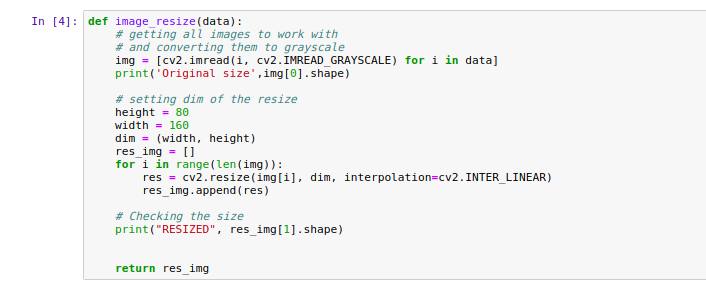 In [4]: def image_resize(data):
# getting all images to work with
# and converting them to grayscale
img = [cv2.imread(i, cv2.IMREAD_GRAYSCALE) for i in data]
print('Original size',img[0].shape)
# setting dim of the resize
height = 80
width = 160
dim = (width, height)
res_img = []
for i in range(len(img)):
res = cv2.resize(img[i], dim, interpolation=cv2.INTER_LINEAR)
res_img.append(res)
# Checking the size
print("RESIZED", res_img[1].shape)
return res_img